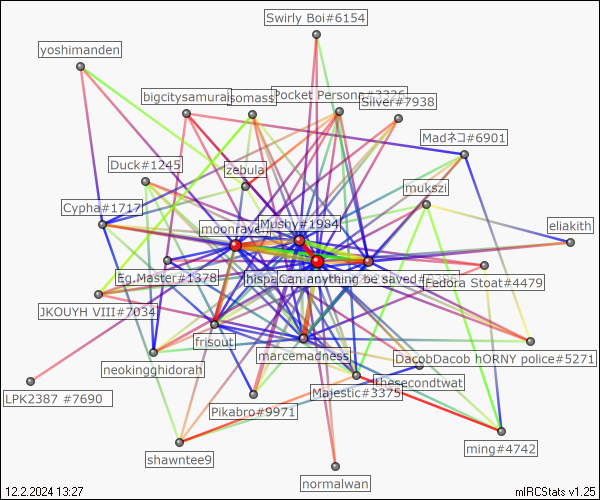 Swirly Boi#6154
yoshimanden
bigcitysamurai
isomass
Pocket Persona#3326
Silver#7938
Madネコ#6901
Duck#1245
zebula
mukszi
Cypha#1717
moonraven
Mushy#1984
eliakith
Eg.Master#1378
hispa
Can anything be saved
Fedora Stoat#4479
JKOUYH VIII#7034
frisout
marcemadness
neokingghidorah
DacobDacob hORNY police#5271
thesecondtwat
LPK2387 #7690
Majestic#3375
Pikabro#9971
ming#4742
shawntee9
normalwan
12.2.2024 13:27
mIRCStats v1.25